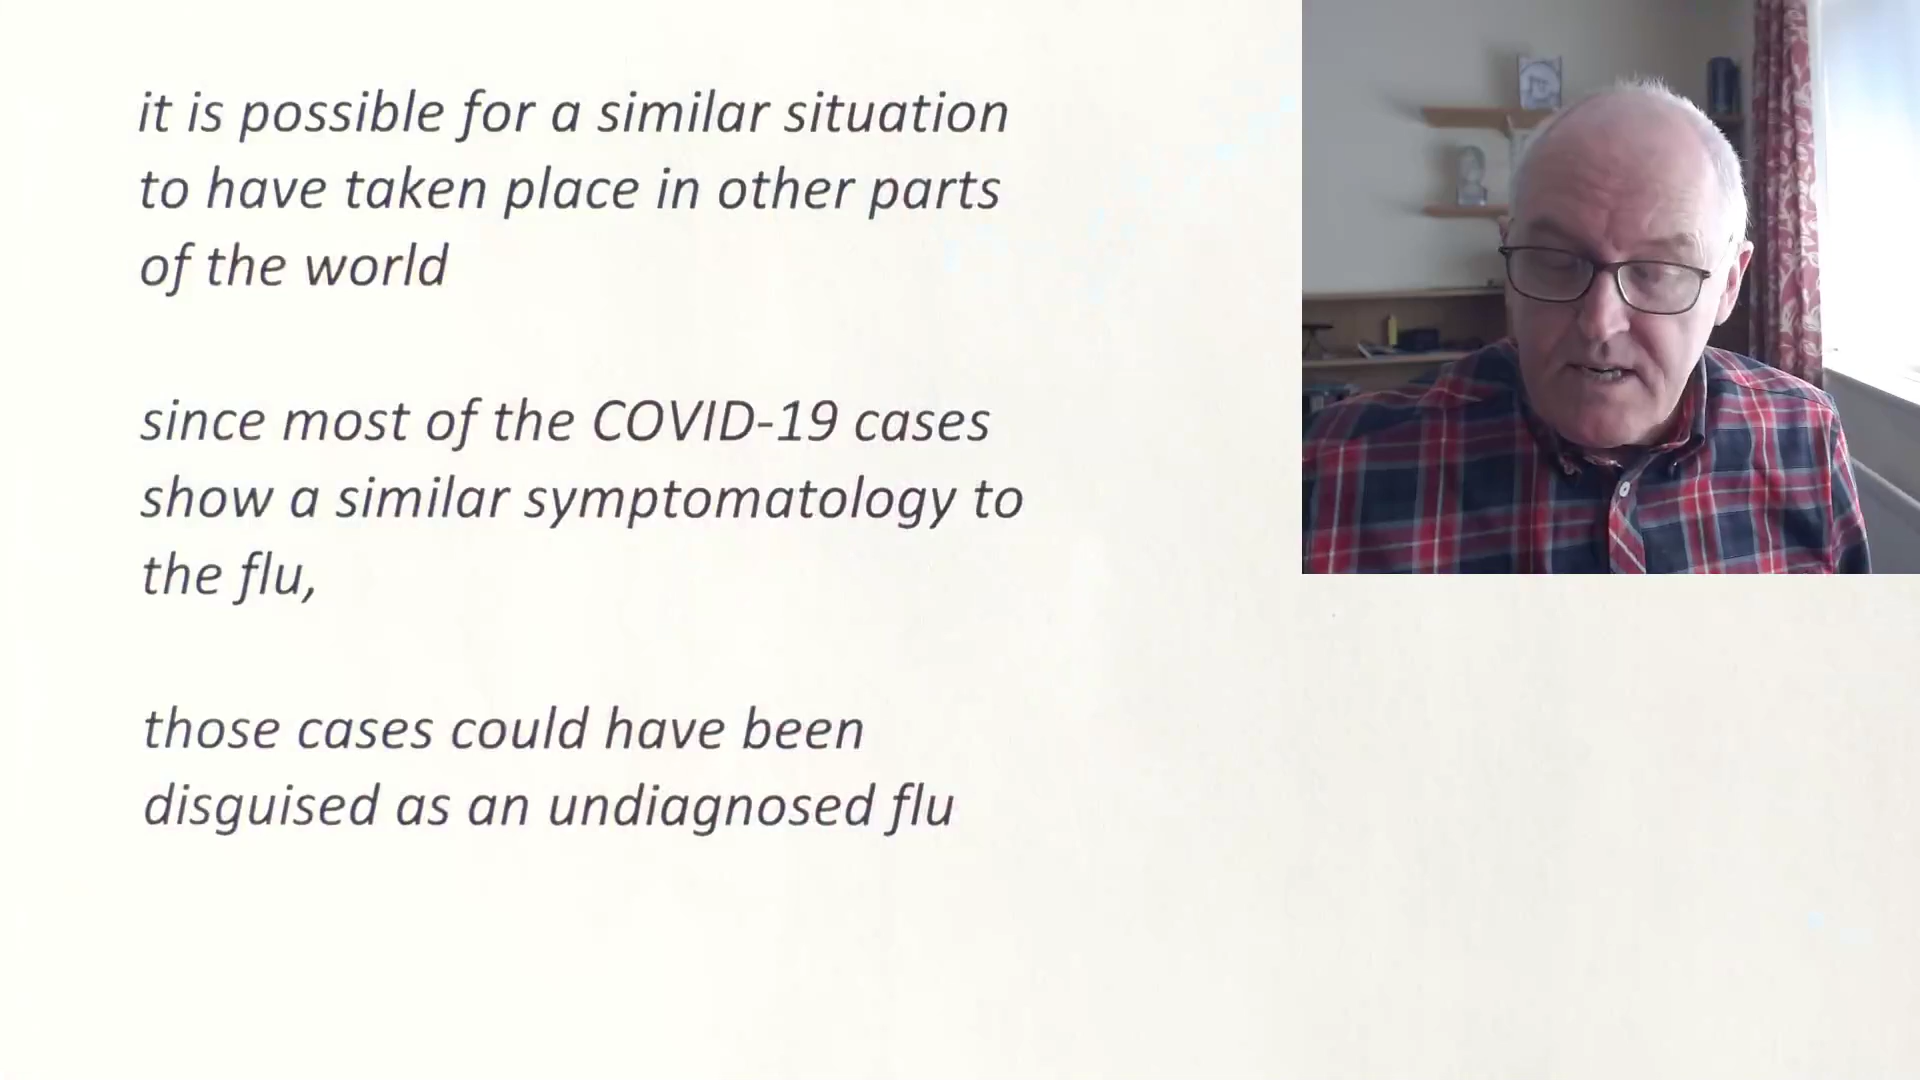 it is possible for a similar situation
to have taken place in other parts
of the world
since most of the COVID-19 cases
show a similar symptomatology to
the flu,
those cases could have been
disguised as an undiagnosed flu